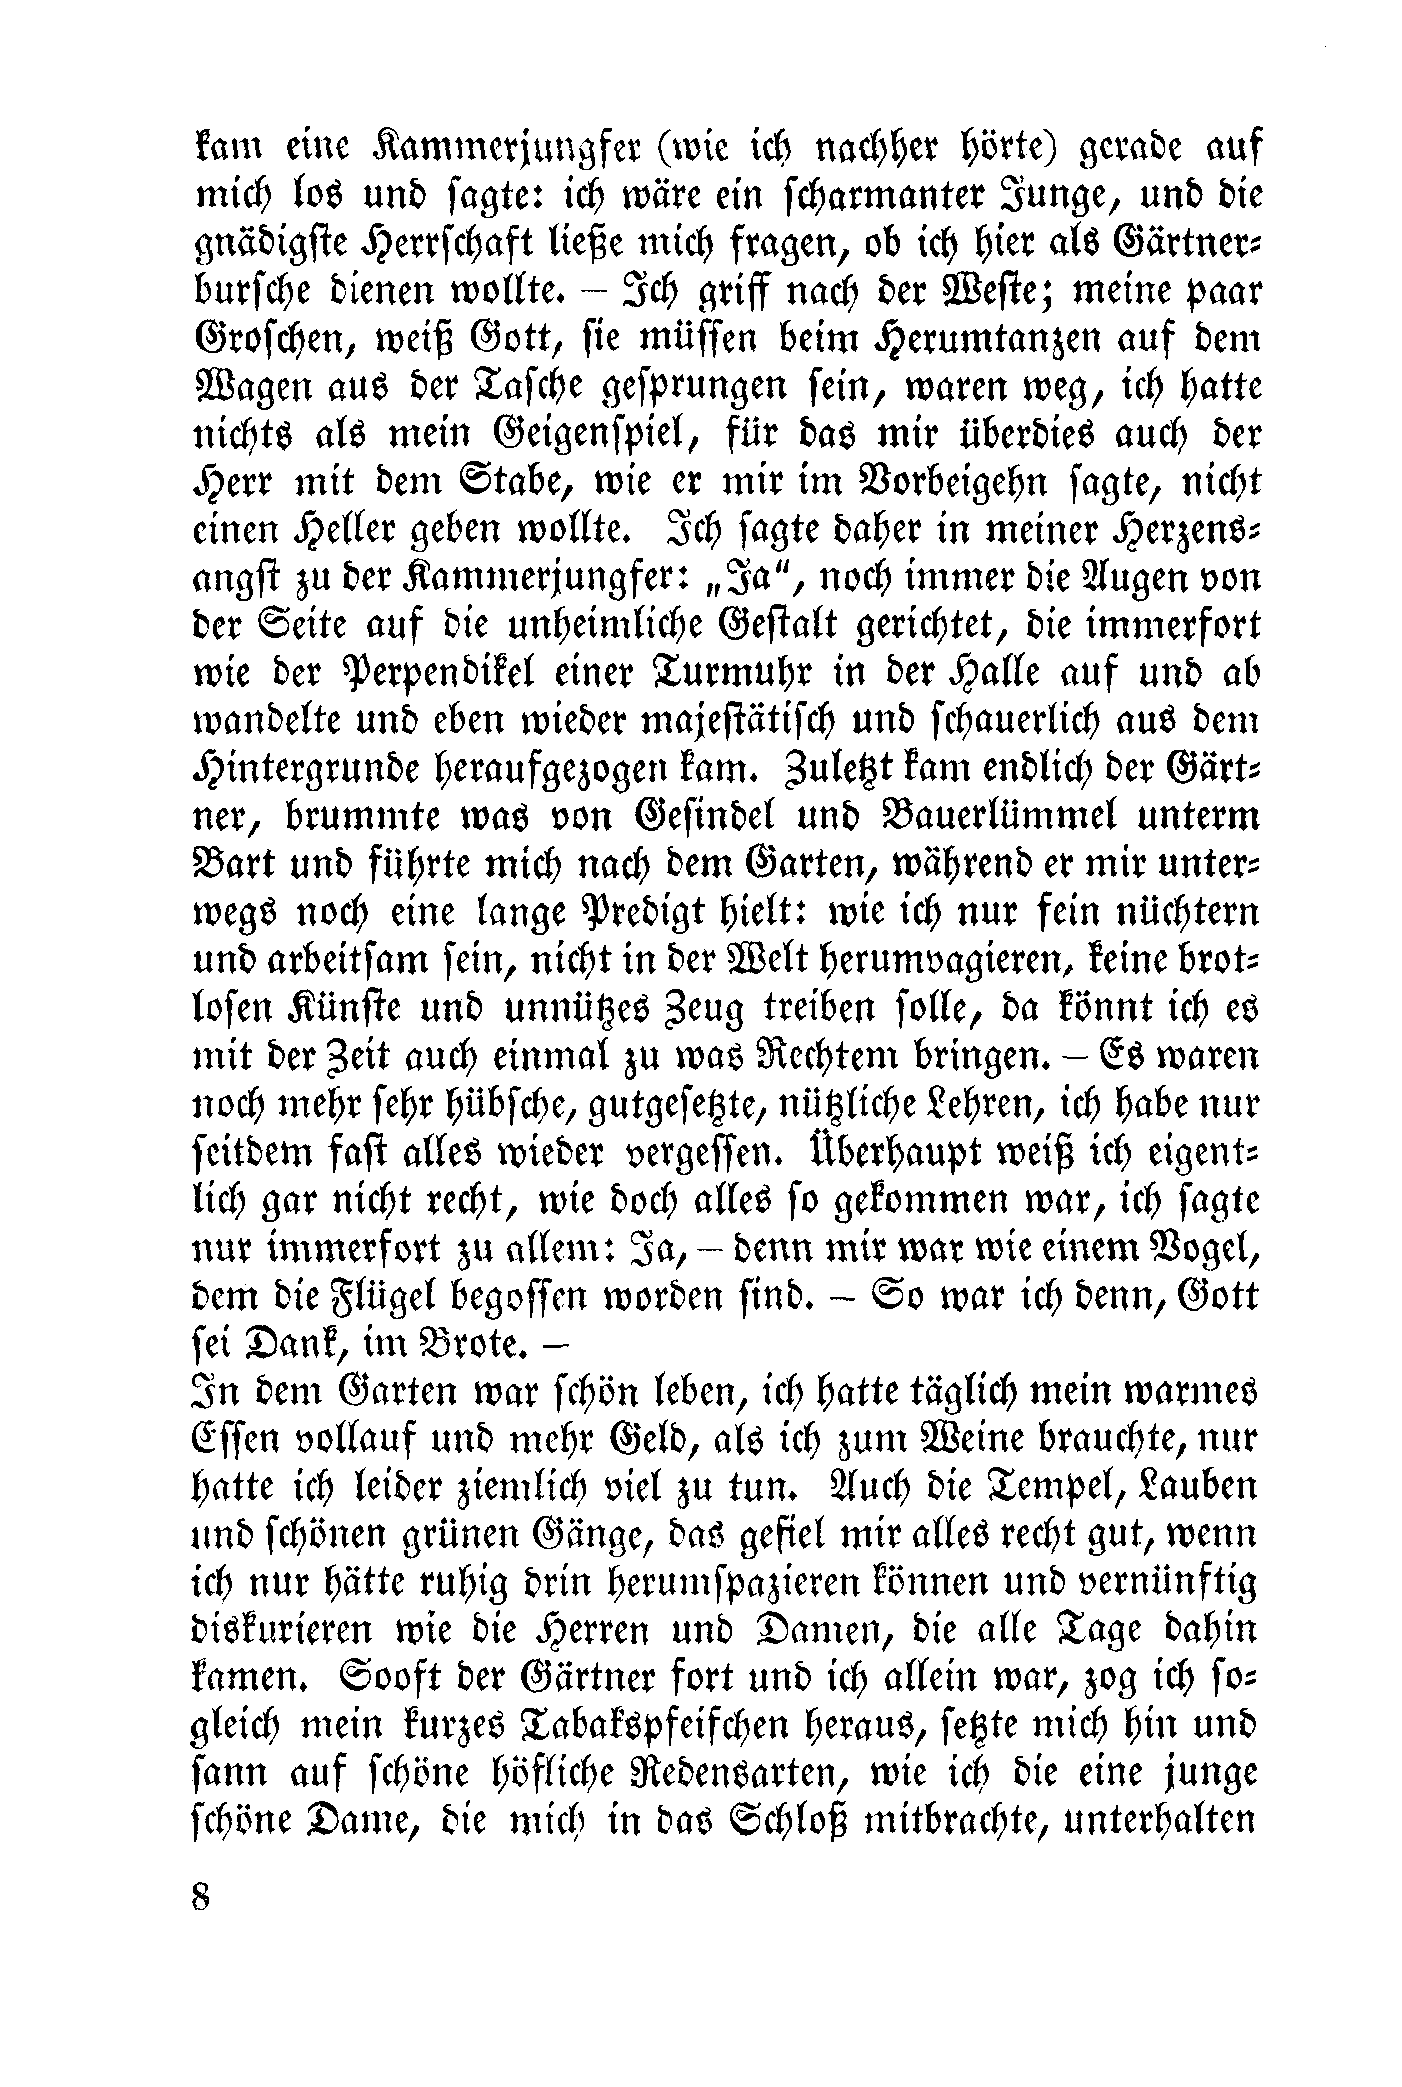 kam eine Kammerjungfer (wie ich nachher hörte) gerade auf
mich los und sagte: ich wäre ein scharmanter Junge, und die
gnädigste Herrschaft ließe mich fragen, ob ich hier als Gärtner-
bursche dienen wollte. – Ich griff nach der Weste; meine paar
Groschen, weiß Gott, sie müssen beim Herumtanzen auf dem
Wagen aus der Tasche gesprungen sein, waren weg, ich hatte
nichts als mein Geigenspiel, für das mir überdies auch der
Herr mit dem Stabe, wie er mir im Vorbeigehn sagte, nicht
einen Heller geben wollte. Ich sagte daher in meiner Herzens-
angst zu der Kammerjungfer: „Ja“, noch immer die Augen von
der Seite auf die unheimliche Gestalt gerichtet, die immerfort
wie der Perpendikel einer Turmuhr in der Halle auf und ab
wandelte und eben wieder majestätisch und schauerlich aus dem
Hintergrunde heraufgezogen kam. Zuletzt kam endlich der Gärt-
ner, brummte was von Gesindel und Bauerlümmel unterm
Bart und führte mich nach dem Garten, während er mir unter-
wegs noch eine lange Predigt hielt: wie ich nur fein nüchtern
und arbeitsam sein, nicht in der Welt herumvagieren, keine brot-
losen Künste und unnützes Zeug treiben solle, da könnt ich es
mit der Zeit auch einmal zu was Rechtem bringen. – Es waren
noch mehr sehr hübsche, gutgesetzte, nützliche Lehren, ich habe nur
seitdem fast alles wieder vergessen. Überhaupt weiß ich eigent-
lich gar nicht recht, wie doch alles so gekommen war, ich sagte
nur immerfort zu allem: Ja, – denn mir war wie einem Vogel,
dem die Flügel begossen worden sind. – So war ich denn, Gott
sei Dank, im Brote. –
In dem Garten war schön leben, ich hatte täglich mein warmes
Essen vollauf und mehr Geld, als ich zum Weine brauchte, nur
hatte ich leider ziemlich viel zu tun. Auch die Tempel, Lauben
und schönen grünen Gänge, das gefiel mir alles recht gut, wenn
ich nur hätte ruhig drin herumspazieren können und vernünftig
diskurieren wie die Herren und Damen, die alle Tage dahin
kamen. Sooft der Gärtner fort und ich allein war, zog ich so-
gleich mein kurzes Tabakspfeifchen heraus, setzte mich hin und
sann auf schöne höfliche Redensarten, wie ich die eine junge
schöne Dame, die mich in das Schloß mitbrachte, unterhalten
8